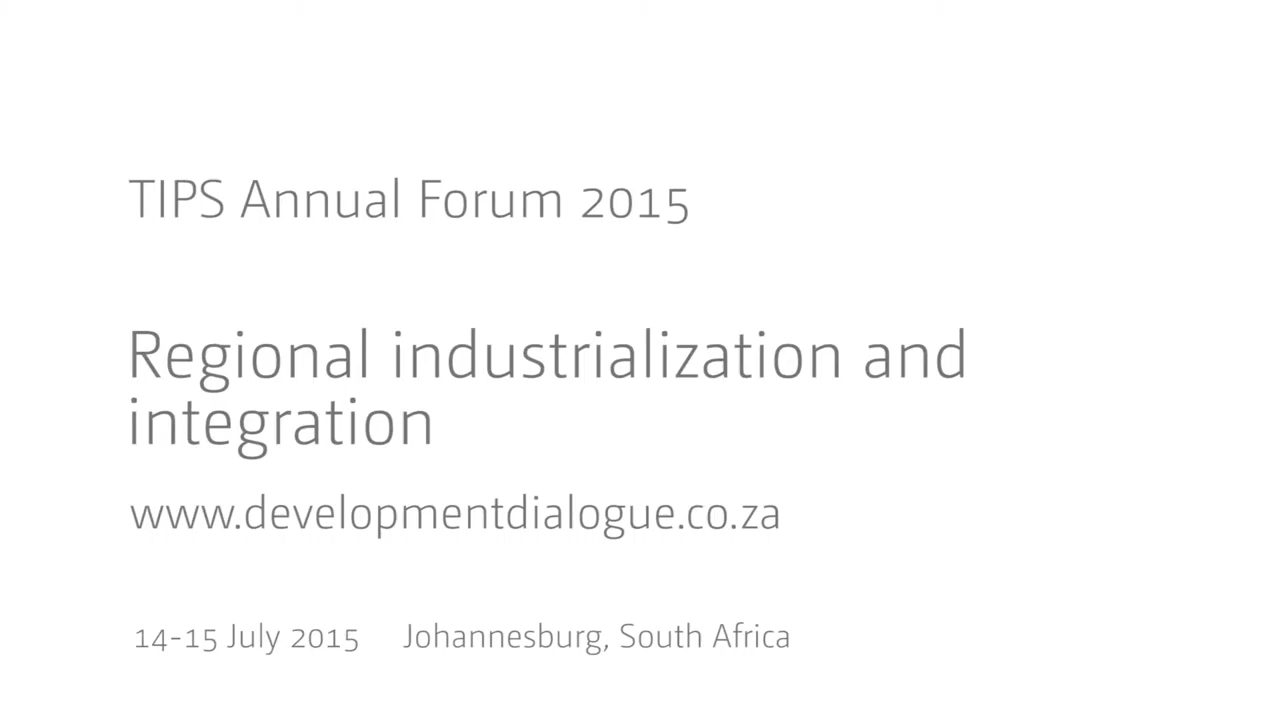 TIPS Annual Forum 2015
Regional industrialization and
integration
www.developmentdialogue.co.za
14-15 July 2015 Johannesburg, South Africa